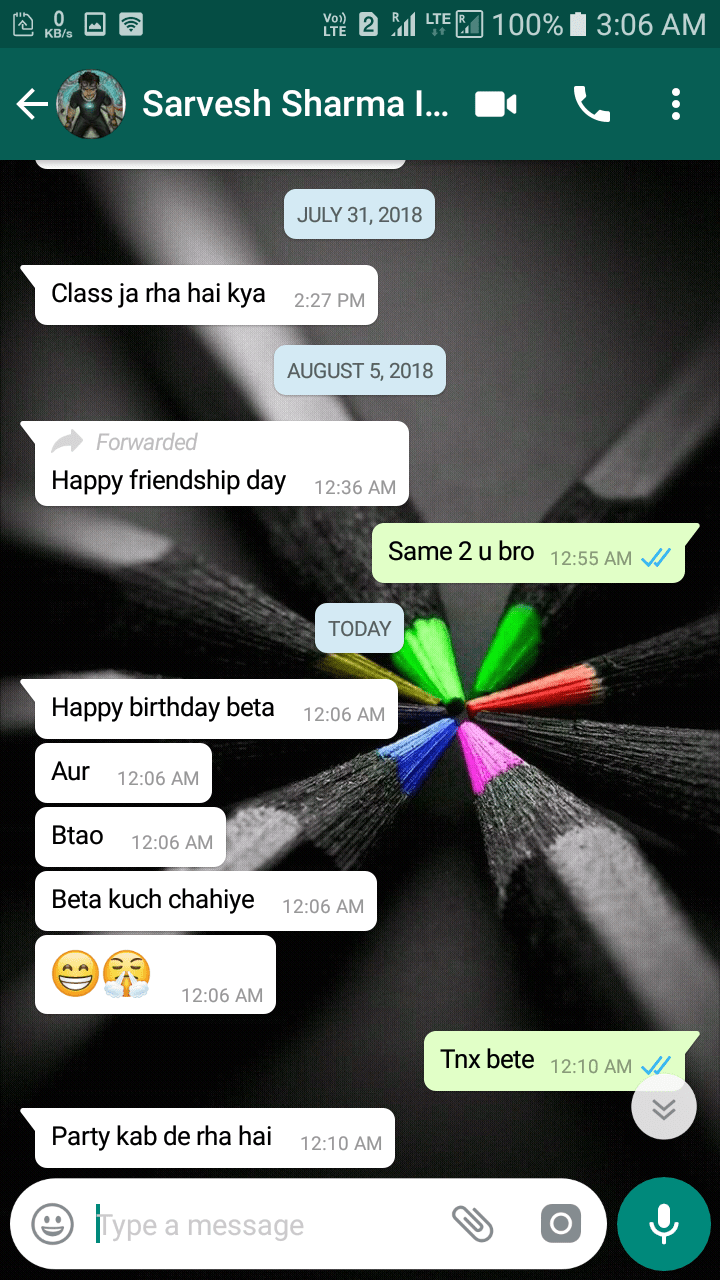 0 KB/s Vo)) LTE 2 R LTE R 100% 3:06 AM
Sarvesh Sharma I...
JULY 31, 2018
Class ja rha hai kya 2:27 PM
AUGUST 5, 2018
Forwarded
Happy friendship day 12:36 AM
Same 2 u bro 12:55 AM
TODAY
Happy birthday beta 12:06 AM
Aur 12:06 AM
Btao 12:06 AM
Beta kuch chahiye 12:06 AM
😁😤 12:06 AM
Tnx bete 12:10 AM
Party kab de rha hai 12:10 AM
Type a message